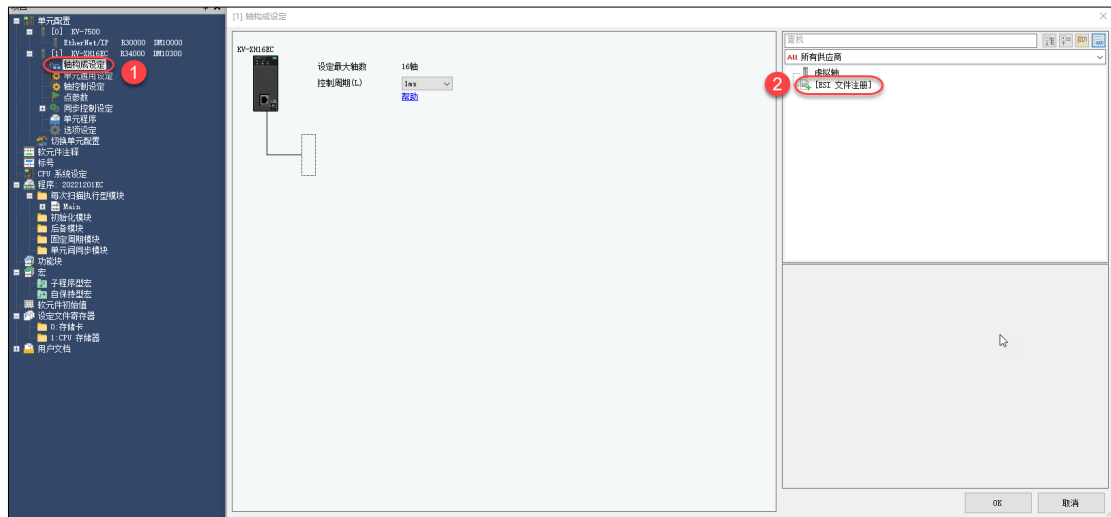 项目
单元配置
[0] KV-7500
EtherNet/IP R30000 DM10000
[1] KV-XH16EC R34000 DM10300
轴构成设定
1
单元通用设定
轴控制设定
点参数
同步控制设定
单元程序
选项设定
切换单元配置
软元件注释
标号
CPU 系统设定
程序: 20221201EC
每次扫描执行型模块
Main
初始化模块
后备模块
固定周期模块
单元间同步模块
功能块
宏
子程序型宏
自保持型宏
软元件初始值
设定文件寄存器
0:存储卡
1:CPU 存储器
用户文档
[1] 轴构成设定
KV-XH16EC
设定最大轴数 16轴
控制周期(L) 1ms
帮助
查找
All 所有供应商
虚拟轴
2
[ESI 文件注册]
OK
取消